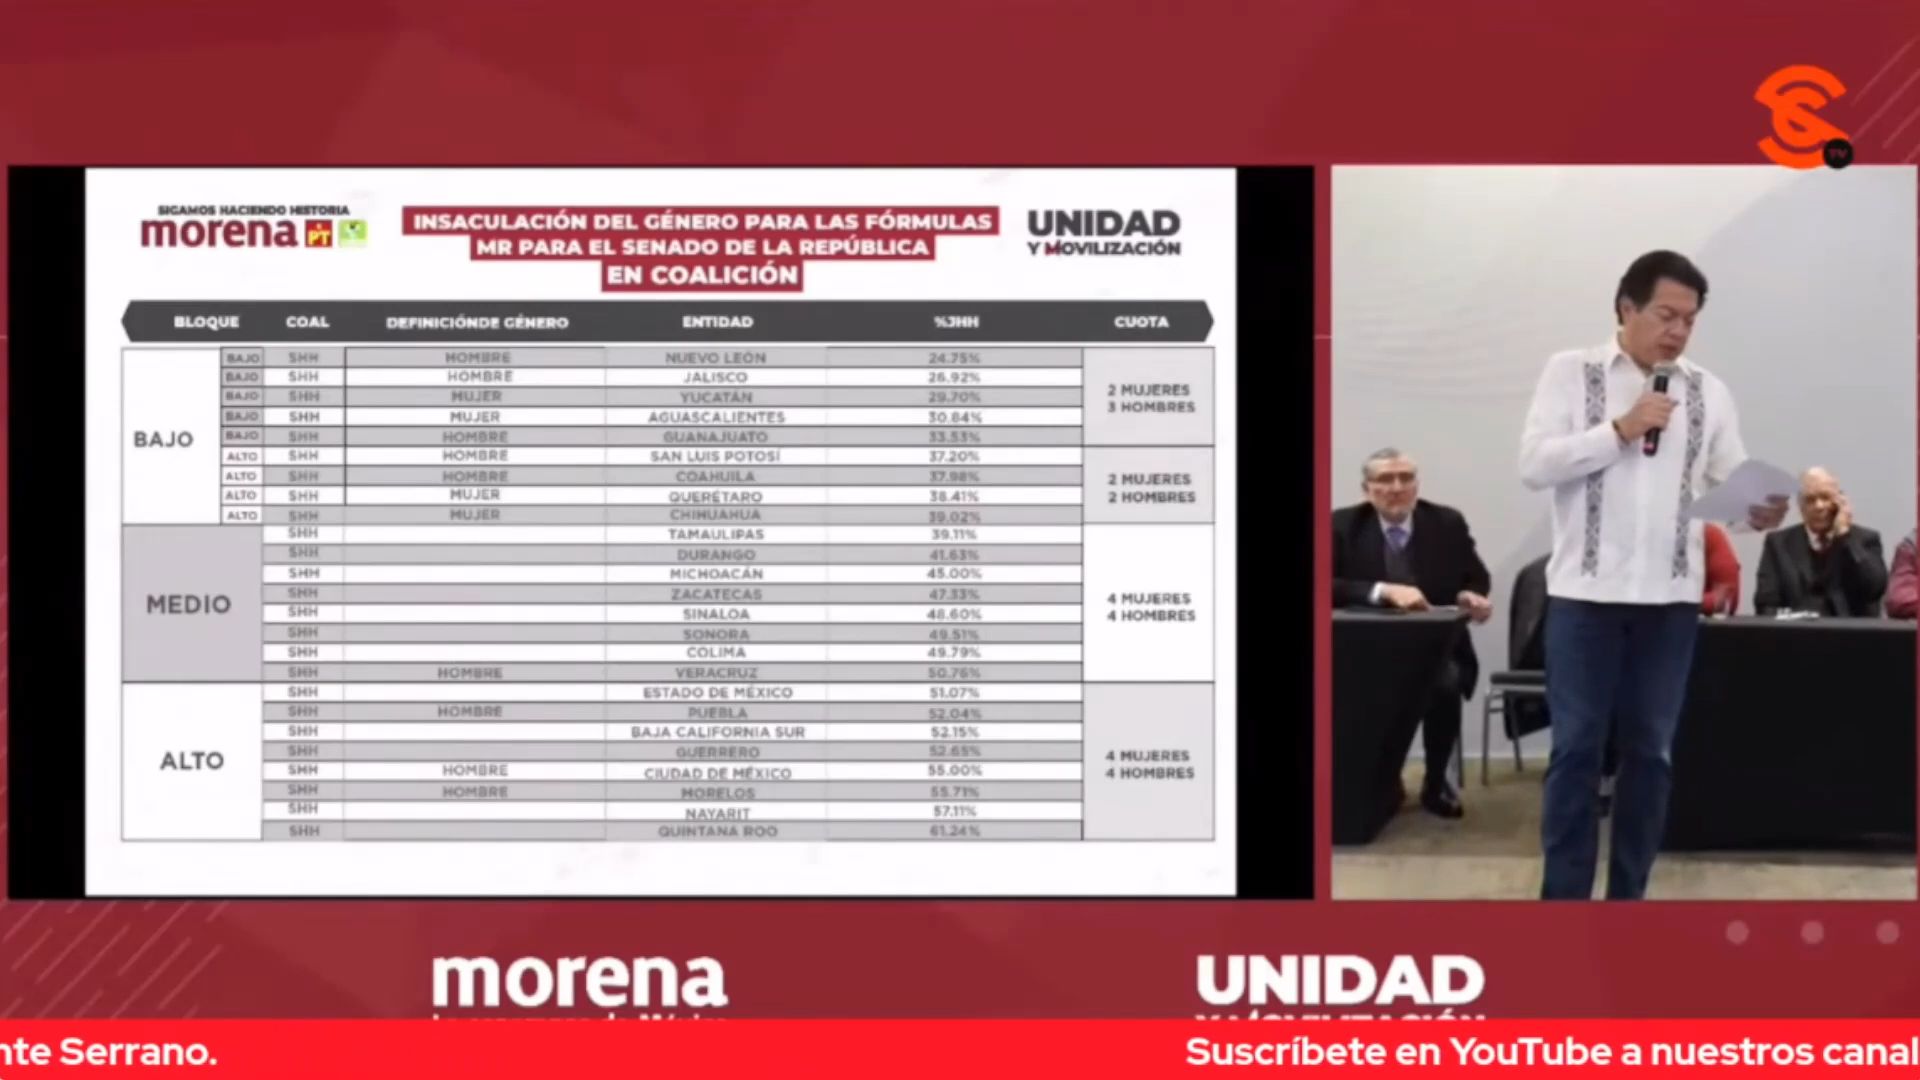 TV
SIGAMOS HACIENDO HISTORIA
morena PT
INSACULACIÓN DEL GÉNERO PARA LAS FÓRMULAS
MR PARA EL SENADO DE LA REPÚBLICA
EN COALICIÓN
UNIDAD
Y MOVILIZACIÓN
BLOQUE COAL DEFINICIÓNDE GÉNERO ENTIDAD %JHH CUOTA
BAJO
BAJO SHH HOMBRE NUEVO LEÓN 24.75%
BAJO SHH HOMBRE JALISCO 26.92%
BAJO SHH MUJER YUCATÁN 29.70%
BAJO SHH MUJER AGUASCALIENTES 30.84%
BAJO SHH HOMBRE GUANAJUATO 33.53%
2 MUJERES
3 HOMBRES
ALTO SHH HOMBRE SAN LUIS POTOSÍ 37.20%
ALTO SHH HOMBRE COAHUILA 37.98%
ALTO SHH MUJER QUERÉTARO 38.41%
ALTO SHH MUJER CHIHUAHUA 39.02%
2 MUJERES
2 HOMBRES
MEDIO
SHH TAMAULIPAS 39.11%
SHH DURANGO 41.63%
SHH MICHOACÁN 45.00%
SHH ZACATECAS 47.33%
SHH SINALOA 48.60%
SHH SONORA 49.51%
SHH COLIMA 49.79%
SHH HOMBRE VERACRUZ 50.76%
4 MUJERES
4 HOMBRES
ALTO
SHH ESTADO DE MÉXICO 51.07%
SHH HOMBRE PUEBLA 52.04%
SHH BAJA CALIFORNIA SUR 52.15%
SHH GUERRERO 52.65%
SHH HOMBRE CIUDAD DE MÉXICO 55.00%
SHH HOMBRE MORELOS 55.71%
SHH NAYARIT 57.11%
SHH QUINTANA ROO 61.24%
4 MUJERES
4 HOMBRES
morena
UNIDAD
Y MOVILIZACIÓN
nte Serrano.
Suscríbete en YouTube a nuestros canal